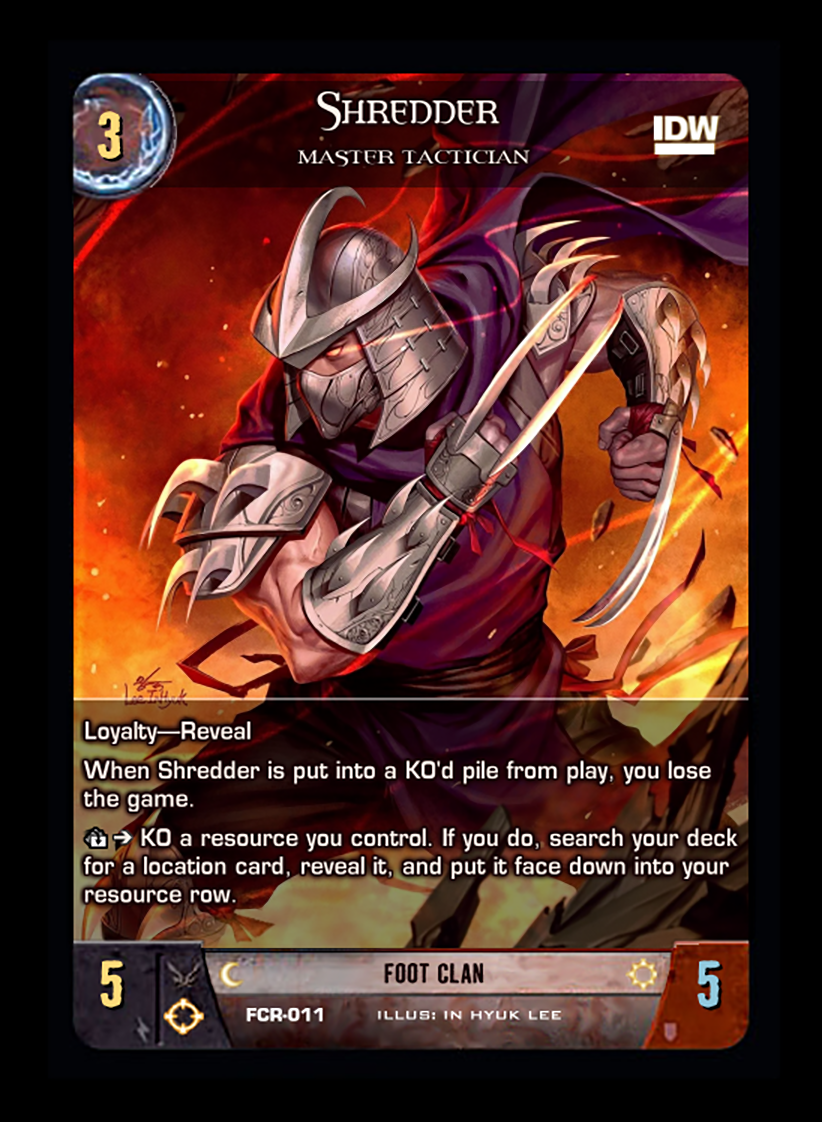 3
SHREDDER
IDW
MASTER TACTICIAN
Lee InHyuk
Loyalty—Reveal
When Shredder is put into a KO'd pile from play, you lose
the game.
→ KO a resource you control. If you do, search your deck
for a location card, reveal it, and put it face down into your
resource row.
5
FOOT CLAN
5
FCR-011
ILLUS: IN HYUK LEE